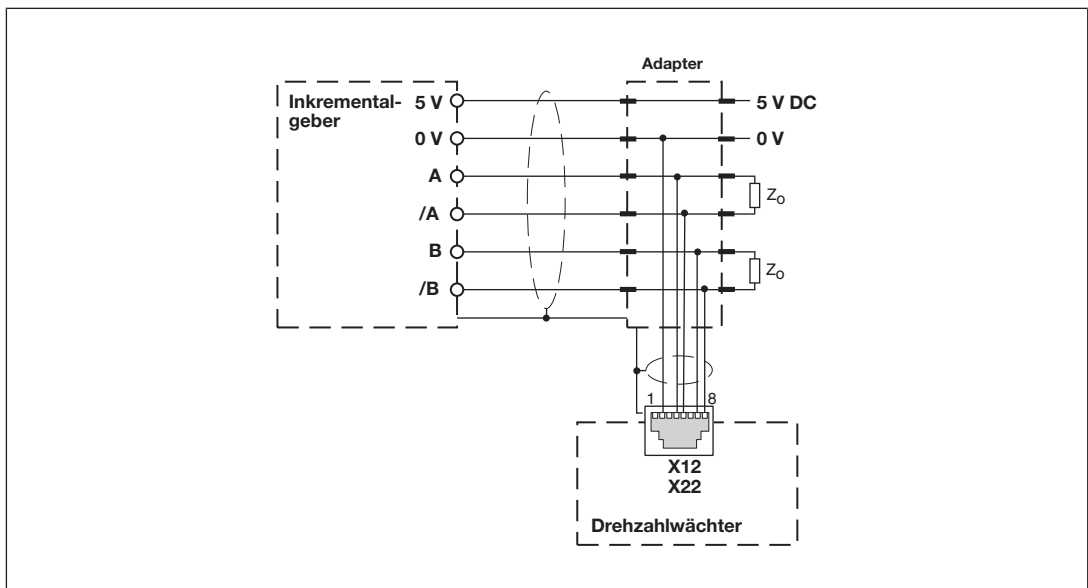 Adapter
Inkremental-
geber
5 V
5 V DC
0 V
0 V
A
/A
Z₀
B
/B
Z₀
1
8
X12
X22
Drehzahlwächter